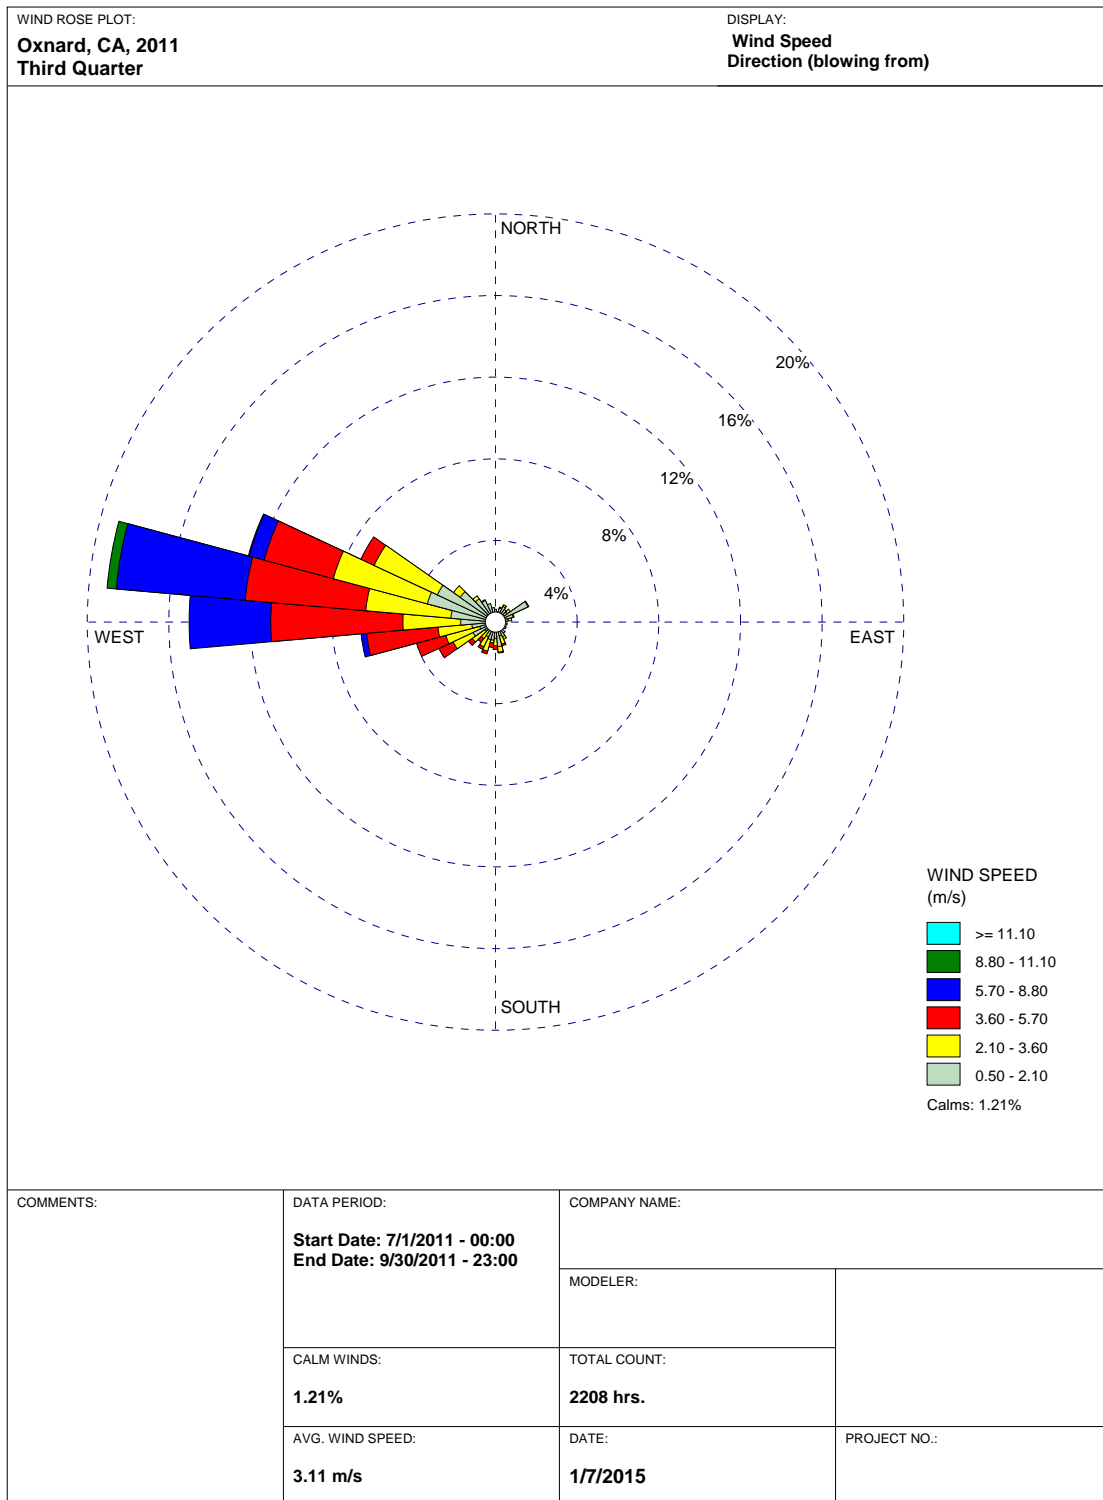 WIND ROSE PLOT:
Oxnard, CA, 2011
Third Quarter
DISPLAY:
Wind Speed
Direction (blowing from)
NORTH
20%
16%
12%
8%
4%
WEST
EAST
SOUTH
WIND SPEED
(m/s)
>= 11.10
8.80 - 11.10
5.70 - 8.80
3.60 - 5.70
2.10 - 3.60
0.50 - 2.10
Calms: 1.21%
COMMENTS:
DATA PERIOD:
Start Date: 7/1/2011 - 00:00
End Date: 9/30/2011 - 23:00
COMPANY NAME:
MODELER:
CALM WINDS:
1.21%
TOTAL COUNT:
2208 hrs.
AVG. WIND SPEED:
3.11 m/s
DATE:
1/7/2015
PROJECT NO.: